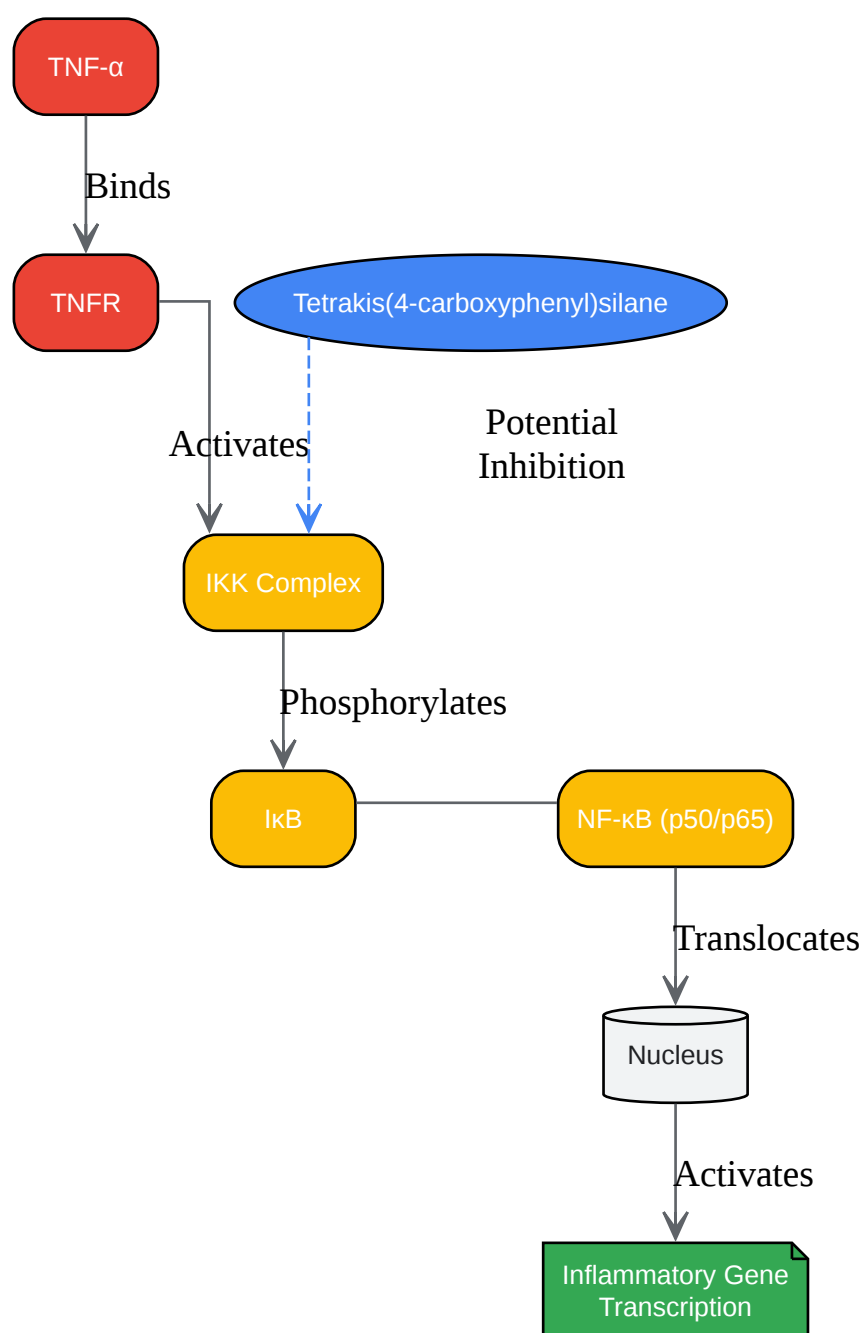 TNF-α
Binds
TNFR
Tetrakis(4-carboxyphenyl)silane
Activates
Potential
Inhibition
IKK Complex
Phosphorylates
IκB
NF-κB (p50/p65)
Translocates
Nucleus
Activates
Inflammatory Gene
Transcription